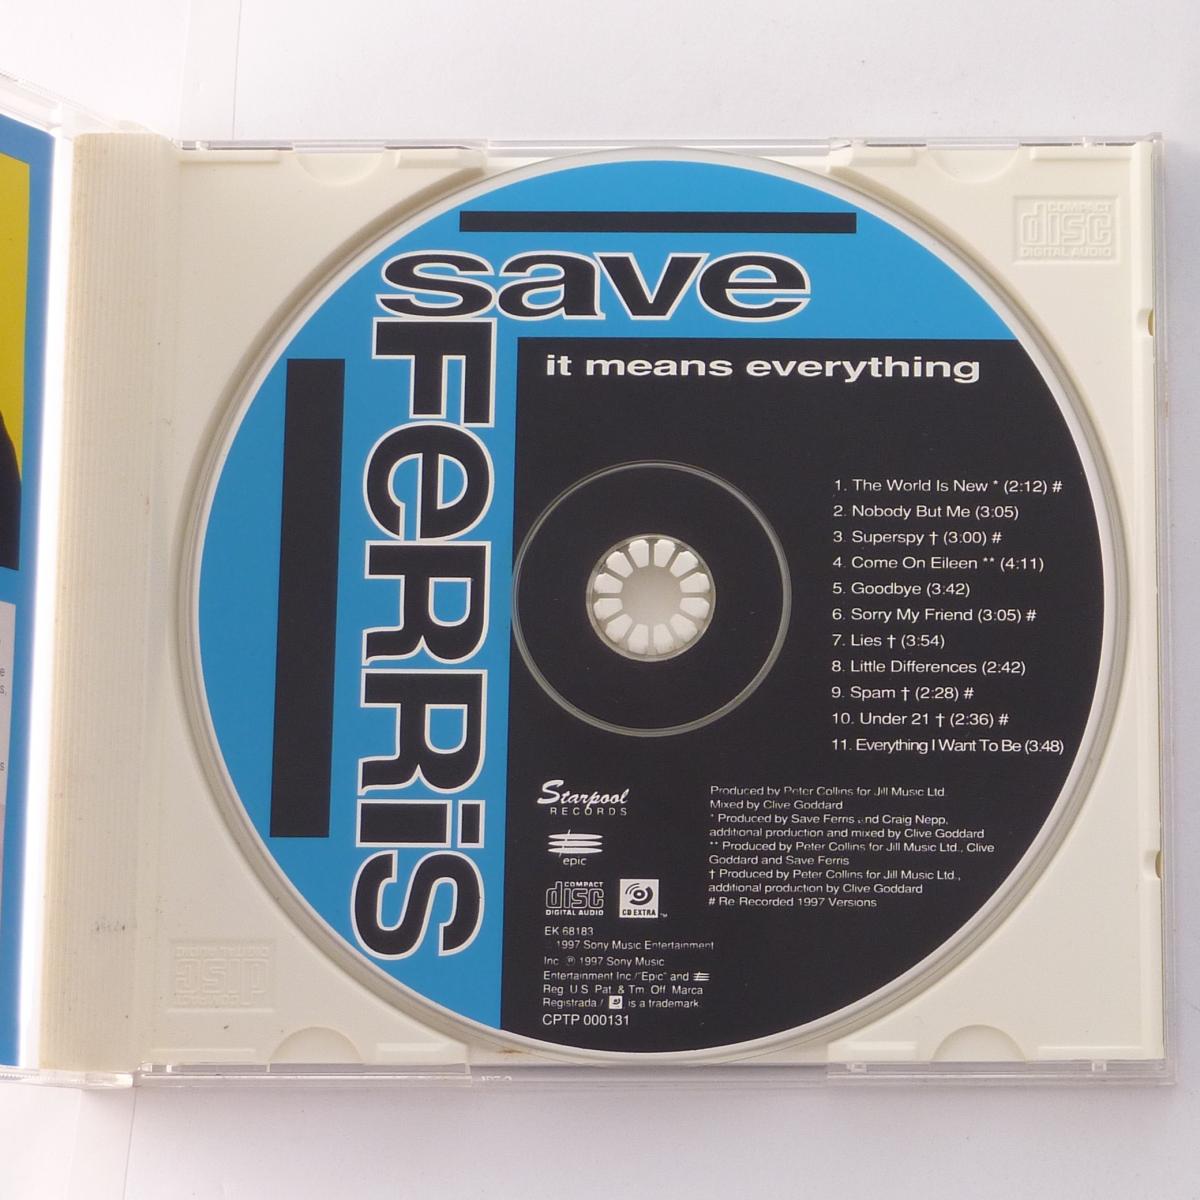 save
FeRRiS
it means everything
1. The World Is New * (2:12) #
2. Nobody But Me (3:05)
3. Superspy † (3:00) #
4. Come On Eileen ** (4:11)
5. Goodbye (3:42)
6. Sorry My Friend (3:05) #
7. Lies † (3:54)
8. Little Differences (2:42)
9. Spam † (2:28) #
10. Under 21 † (2:36) #
11. Everything I Want To Be (3:48)
Starpool
RECORDS
epic
COMPACT
disc
DIGITAL AUDIO
CD EXTRA ™
Produced by Peter Collins for Jill Music Ltd.
Mixed by Clive Goddard
* Produced by Save Ferris and Craig Nepp,
additional production and mixed by Clive Goddard
** Produced by Peter Collins for Jill Music Ltd., Clive
Goddard and Save Ferris
† Produced by Peter Collins for Jill Music Ltd.,
additional production by Clive Goddard
# Re-Recorded 1997 Versions
EK 68183
1997 Sony Music Entertainment
Inc. ℗ 1997 Sony Music
Entertainment Inc./"Epic" and
Reg. U.S. Pat. & Tm. Off. Marca
Registrada./ is a trademark.
CPTP 000131
COMPACT
disc
DIGITAL AUDIO